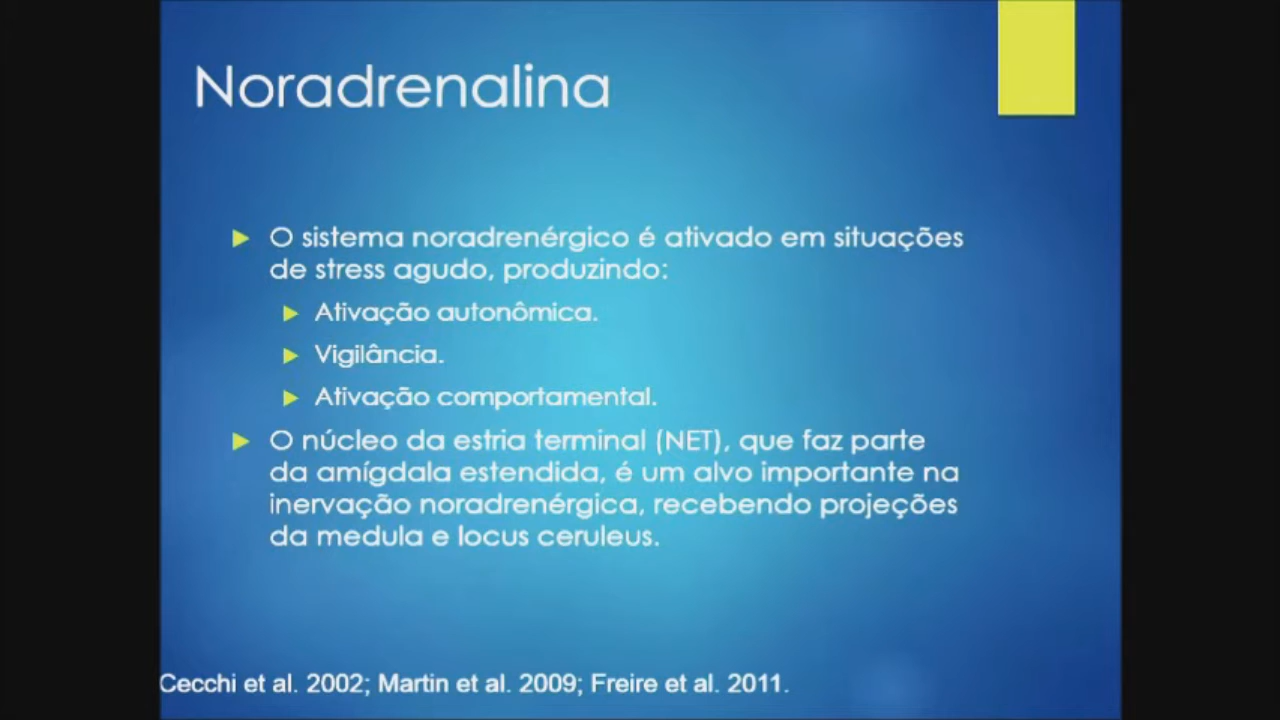 Noradrenalina
O sistema noradrenérgico é ativado em situações
de stress agudo, produzindo:
Ativação autonômica.
Vigilância.
Ativação comportamental.
O núcleo da estria terminal (NET), que faz parte
da amígdala estendida, é um alvo importante na
inervação noradrenérgica, recebendo projeções
da medula e locus ceruleus.
Cecchi et al. 2002; Martin et al. 2009; Freire et al. 2011.